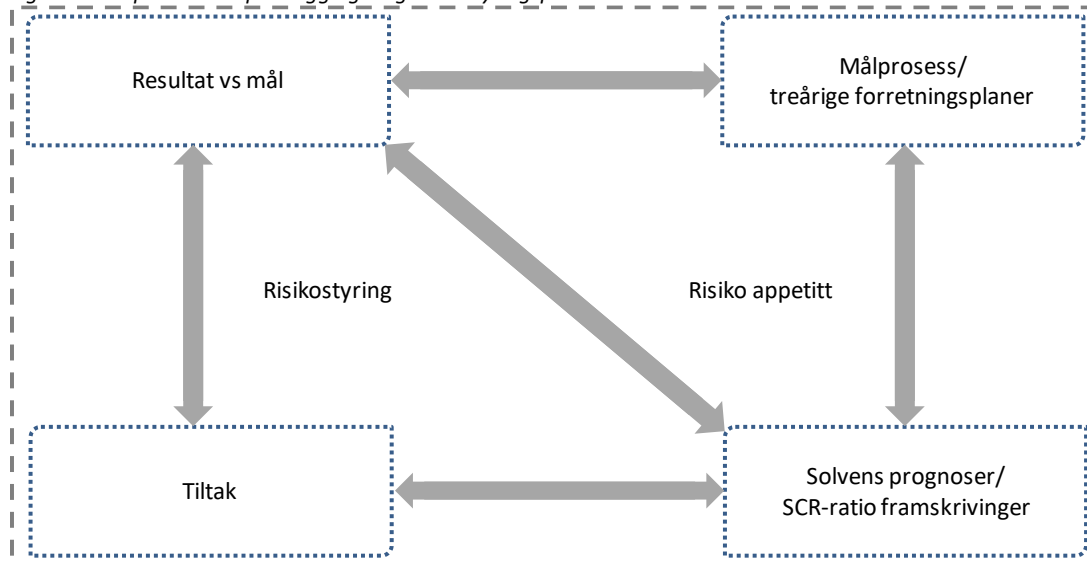 Resultat vs mål
Målprosess/
treårige forretningsplaner
Risikostyring
Risiko appetitt
Tiltak
Solvens prognoser/
SCR-ratio framskrivinger